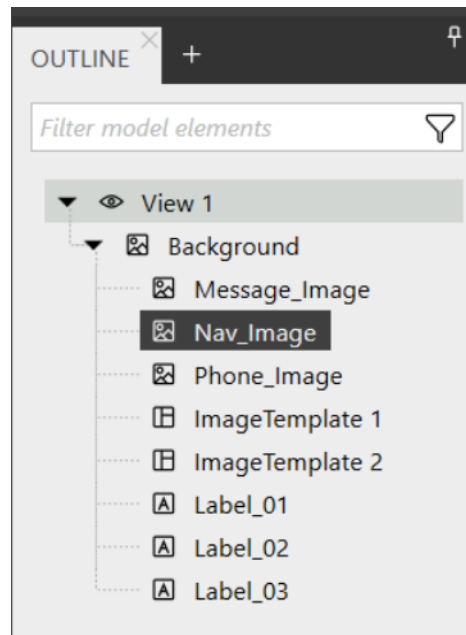 OUTLINE
Filter model elements
View 1
Background
Message_Image
Nav_Image
Phone_Image
ImageTemplate 1
ImageTemplate 2
Label_01
Label_02
Label_03